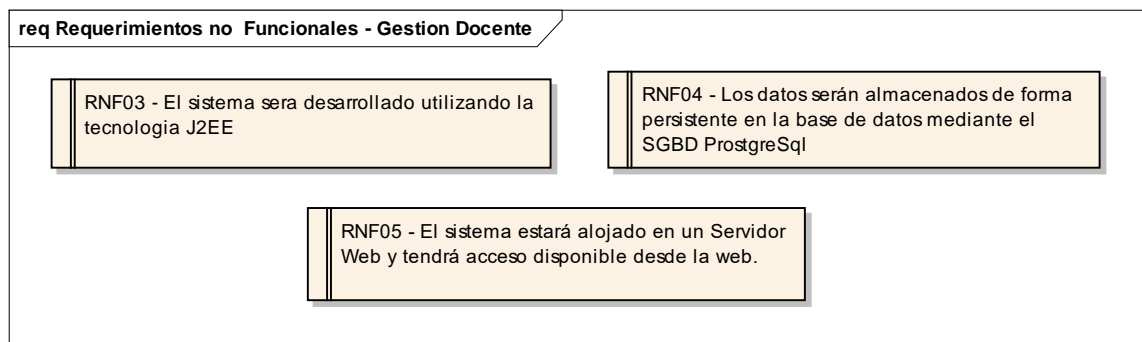 req Requerimientos no  Funcionales - Gestion Docente
RNF03 - El sistema sera desarrollado utilizando la
tecnologia J2EE
RNF04 - Los datos serán almacenados de forma
persistente en la base de datos mediante el
SGBD ProstgreSql
RNF05 - El sistema estará alojado en un Servidor
Web y tendrá acceso disponible desde la web.